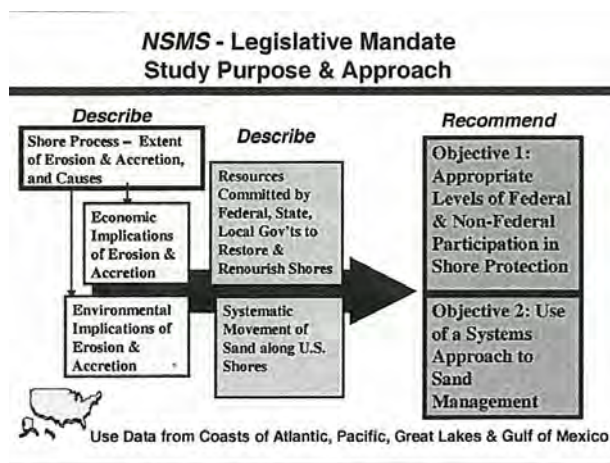 NSMS - Legislative Mandate
Study Purpose & Approach
Describe
Shore Process – Extent
of Erosion & Accretion,
and Causes
Economic
Implications
of Erosion &
Accretion
Environmental
Implications of
Erosion &
Accretion
Describe
Resources
Committed by
Federal, State,
Local Gov'ts to
Restore &
Renourish Shores
Systematic
Movement of
Sand along U.S.
Shores
Recommend
Objective 1:
Appropriate
Levels of Federal
& Non-Federal
Participation in
Shore Protection
Objective 2: Use
of a Systems
Approach to
Sand
Management
Use Data from Coasts of Atlantic, Pacific, Great Lakes & Gulf of Mexico